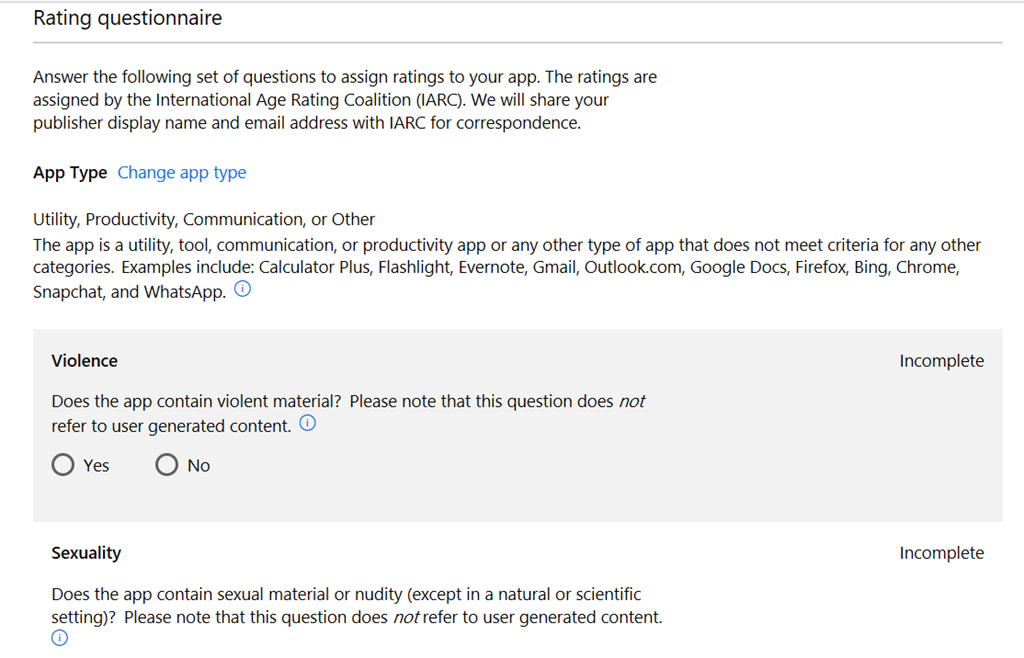 Rating questionnaire
Answer the following set of questions to assign ratings to your app. The ratings are
assigned by the International Age Rating Coalition (IARC). We will share your
publisher display name and email address with IARC for correspondence.
App Type Change app type
Utility, Productivity, Communication, or Other
The app is a utility, tool, communication, or productivity app or any other type of app that does not meet criteria for any other
categories. Examples include: Calculator Plus, Flashlight, Evernote, Gmail, Outlook.com, Google Docs, Firefox, Bing, Chrome,
Snapchat, and WhatsApp.
Violence Incomplete
Does the app contain violent material? Please note that this question does not
refer to user generated content.
Yes No
Sexuality Incomplete
Does the app contain sexual material or nudity (except in a natural or scientific
setting)? Please note that this question does not refer to user generated content.